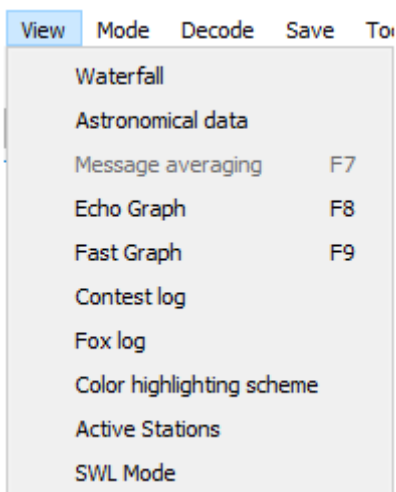 View Mode Decode Save
Waterfall
Astronomical data
Message averaging F7
Echo Graph F8
Fast Graph F9
Contest log
Fox log
Color highlighting scheme
Active Stations
SWL Mode